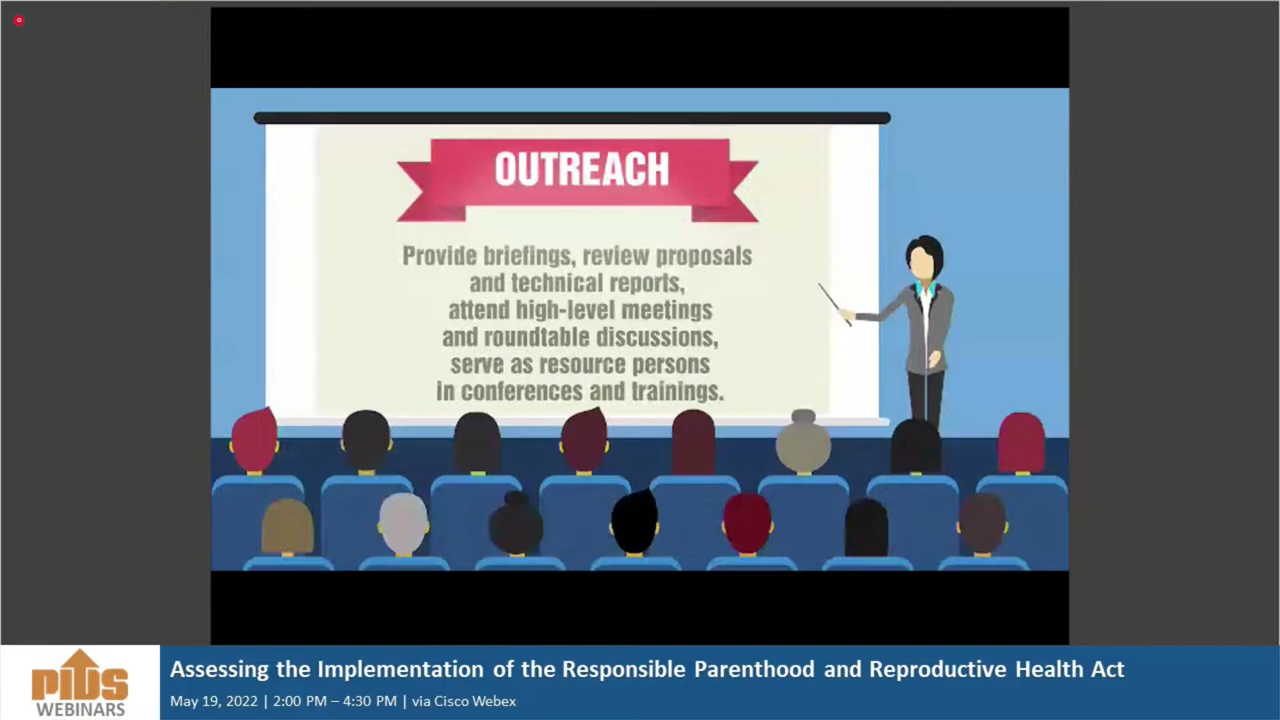 OUTREACH
Provide briefings, review proposals
and technical reports,
attend high-level meetings
and roundtable discussions,
serve as resource persons
in conferences and trainings.
PIDS
WEBINARS
Assessing the Implementation of the Responsible Parenthood and Reproductive Health Act
May 19, 2022 | 2:00 PM – 4:30 PM | via Cisco Webex